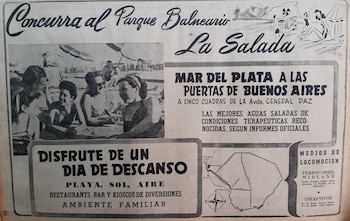 Concurra al Parque Balneario
La Salada
MAR DEL PLATA A LAS
PUERTAS DE BUENOS AIRES
A CINCO CUADRAS DE LA Avda. GENERAL PAZ
LAS MEJORES AGUAS SALADAS DE
CONDICIONES TERAPEUTICAS RECO-
NOCIDAS, SEGUN INFORMES OFICIALES
DISFRUTE DE UN
DIA DE DESCANSO
PLAYA, SOL, AIRE
RESTAURANTS, BAR Y KIOSCOS DE DIVERSIONES
AMBIENTE FAMILIAR
MEDIOS DE
LOCOMOCION
FERROCARRIL
MIDLAND
COLECTIVOS